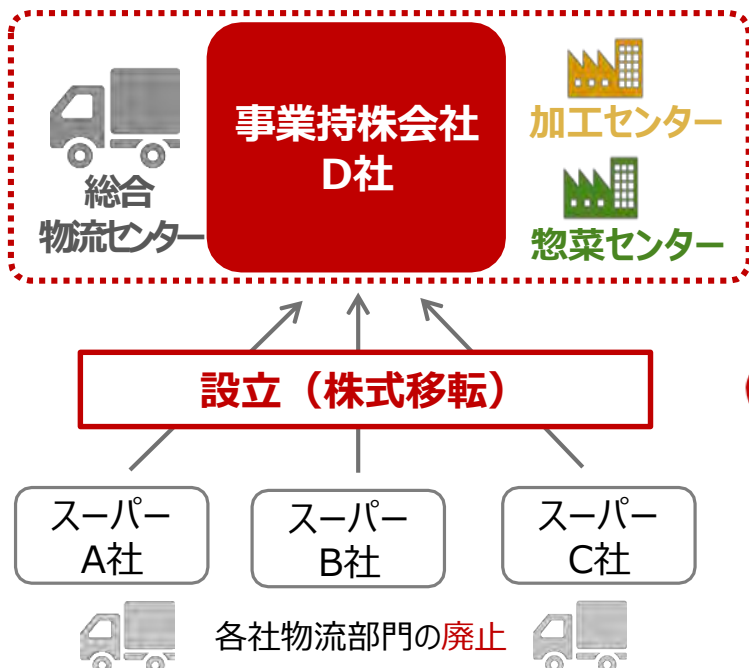 事業持株会社
D社
総合
物流センター
加工センター
惣菜センター
設立（株式移転）
スーパー
A社
スーパー
B社
スーパー
C社
各社物流部門の廃止